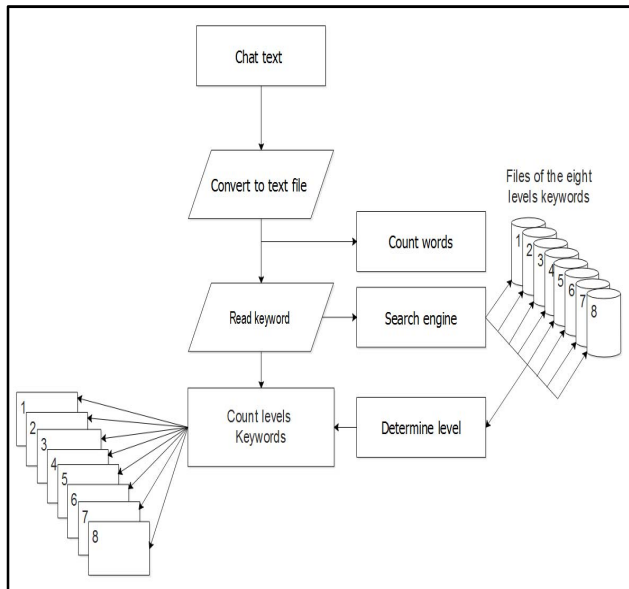 Chat text
Convert to text file
Files of the eight
levels keywords
Count words
1
2
3
4
5
6
7
8
Read keyword
Search engine
Count levels
Keywords
Determine level
1
2
3
4
5
6
7
8